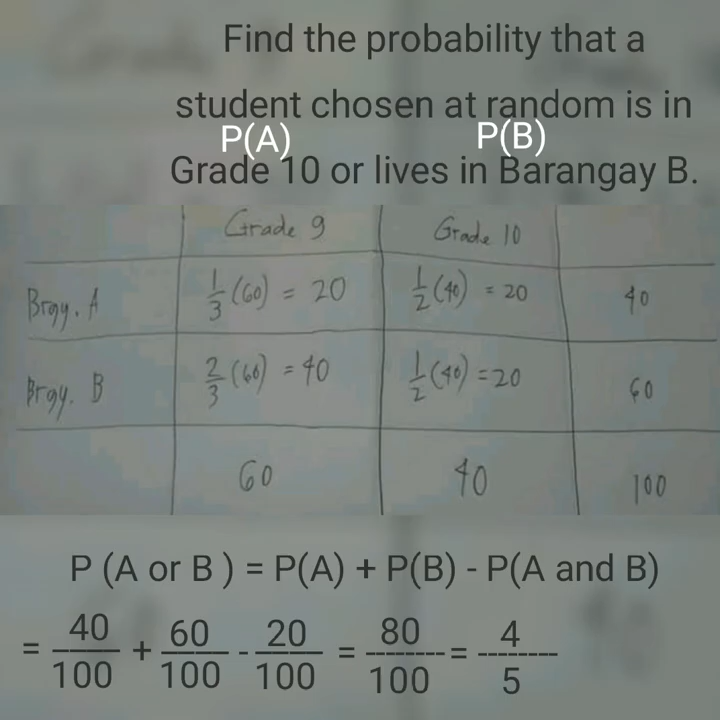 Find the probability that a
student chosen at random is in
P(A) P(B)
Grade 10 or lives in Barangay B.
Grade 9 Grade 10
Brgy. A 1/3 (60) = 20 1/2 (40) = 20 40
Brgy. B 2/3 (60) = 40 1/2 (40) = 20 60
60 40 100
P (A or B ) = P(A) + P(B) - P(A and B)
= 40/100 + 60/100 - 20/100 = 80/100 = 4/5